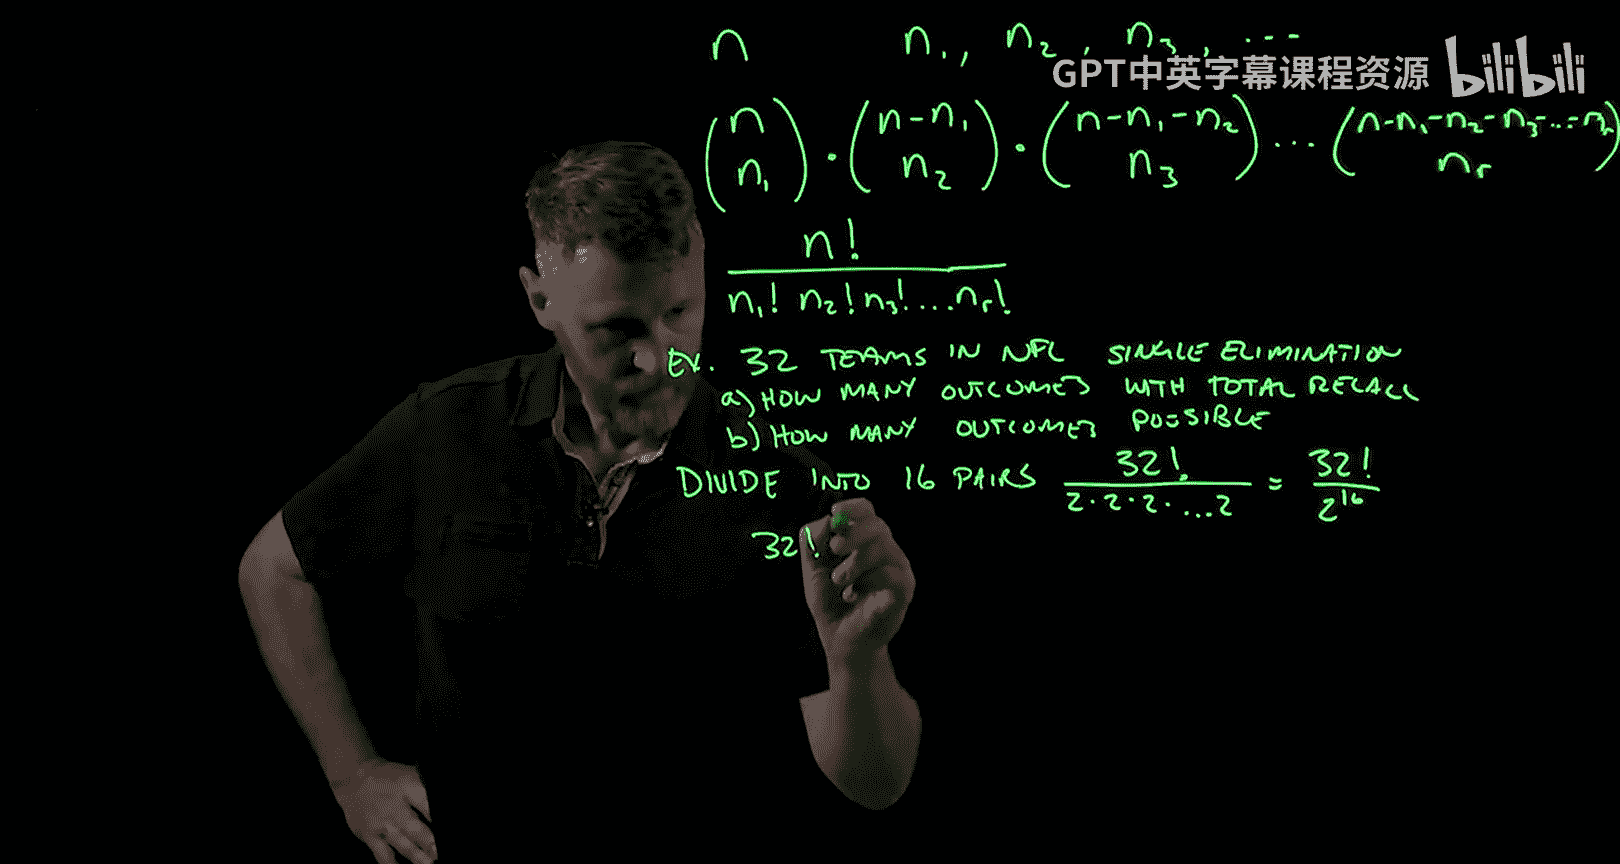 n    n₁, n₂, n₃, ...
GPT中英字幕课程资源 bilibili
(n n₁) · (n-n₁ n₂) · (n-n₁-n₂ n₃) ... (n-n₁-n₂-n₃-...-nᵣ nᵣ)
n!
n₁! n₂! n₃! ... nᵣ!
Ex. 32 TEAMS IN NFL SINGLE ELIMINATION
a) HOW MANY OUTCOMES WITH TOTAL RECALL
b) HOW MANY OUTCOMES POSSIBLE
DIVIDE INTO 16 PAIRS 32!/2·2·2·...2 = 32!/2¹⁶
32!